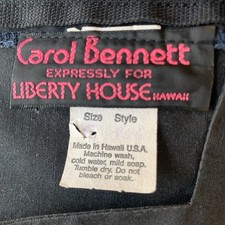 Carol Bennett
EXPRESSLY FOR
LIBERTY HOUSE HAWAII
Size Style
Made in Hawaii U.S.A.
Machine wash,
cold water, mild soap.
Tumble dry. Do not
bleach or soak.